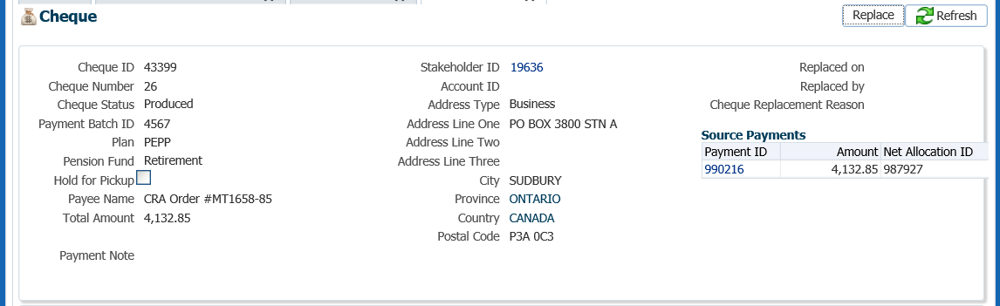 Cheque
Replace
Refresh
Cheque ID 43399
Cheque Number 26
Cheque Status Produced
Payment Batch ID 4567
Plan PEPP
Pension Fund Retirement
Hold for Pickup
Payee Name CRA Order #MT1658-85
Total Amount 4,132.85
Payment Note
Stakeholder ID 19636
Account ID
Address Type Business
Address Line One PO BOX 3800 STN A
Address Line Two
Address Line Three
City SUDBURY
Province ONTARIO
Country CANADA
Postal Code P3A 0C3
Replaced on
Replaced by
Cheque Replacement Reason
Source Payments
Payment ID Amount Net Allocation ID
990216 4,132.85 987927